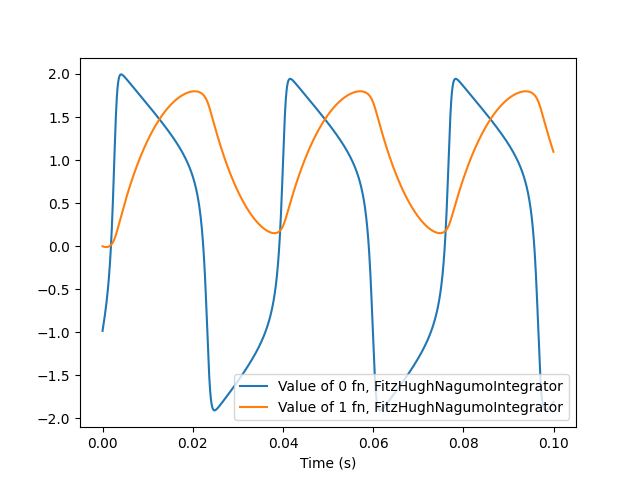 2.0
1.5
1.0
0.5
0.0
−0.5
−1.0
−1.5
−2.0
Value of 0 fn, FitzHughNagumoIntegrator
Value of 1 fn, FitzHughNagumoIntegrator
0.00 0.02 0.04 0.06 0.08 0.10
Time (s)